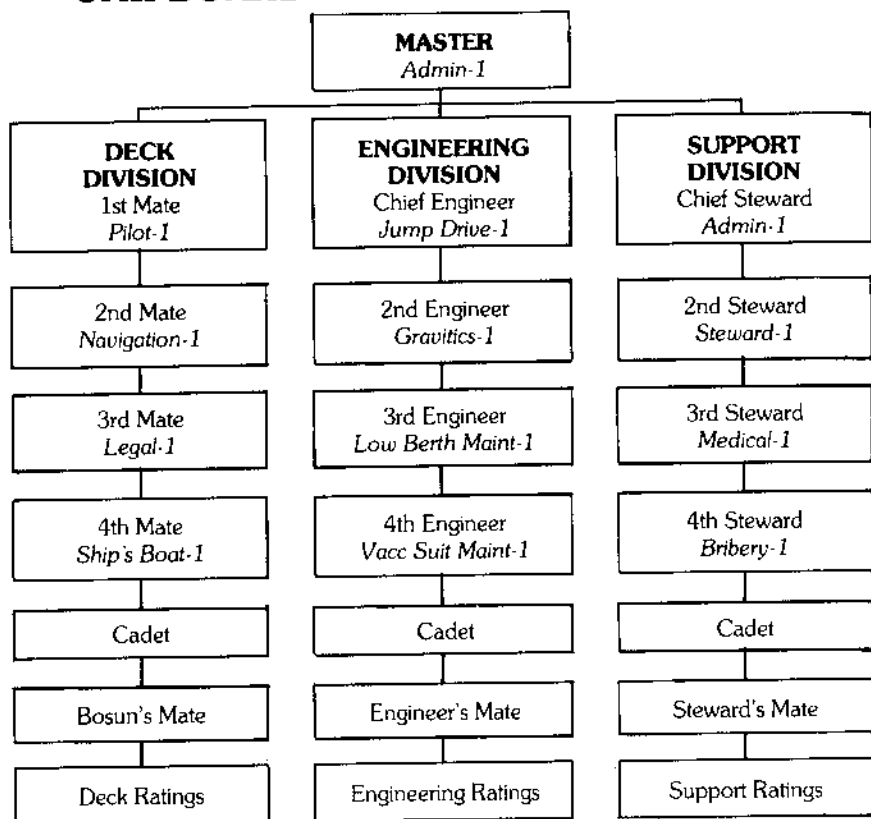 MASTER
Admin-1
DECK
DIVISION
1st Mate
Pilot-1
2nd Mate
Navigation-1
3rd Mate
Legal-1
4th Mate
Ship's Boat-1
Cadet
Bosun's Mate
Deck Ratings
ENGINEERING
DIVISION
Chief Engineer
Jump Drive-1
2nd Engineer
Gravitics-1
3rd Engineer
Low Berth Maint-1
4th Engineer
Vacc Suit Maint-1
Cadet
Engineer's Mate
Engineering Ratings
SUPPORT
DIVISION
Chief Steward
Admin-1
2nd Steward
Steward-1
3rd Steward
Medical-1
4th Steward
Bribery-1
Cadet
Steward's Mate
Support Ratings